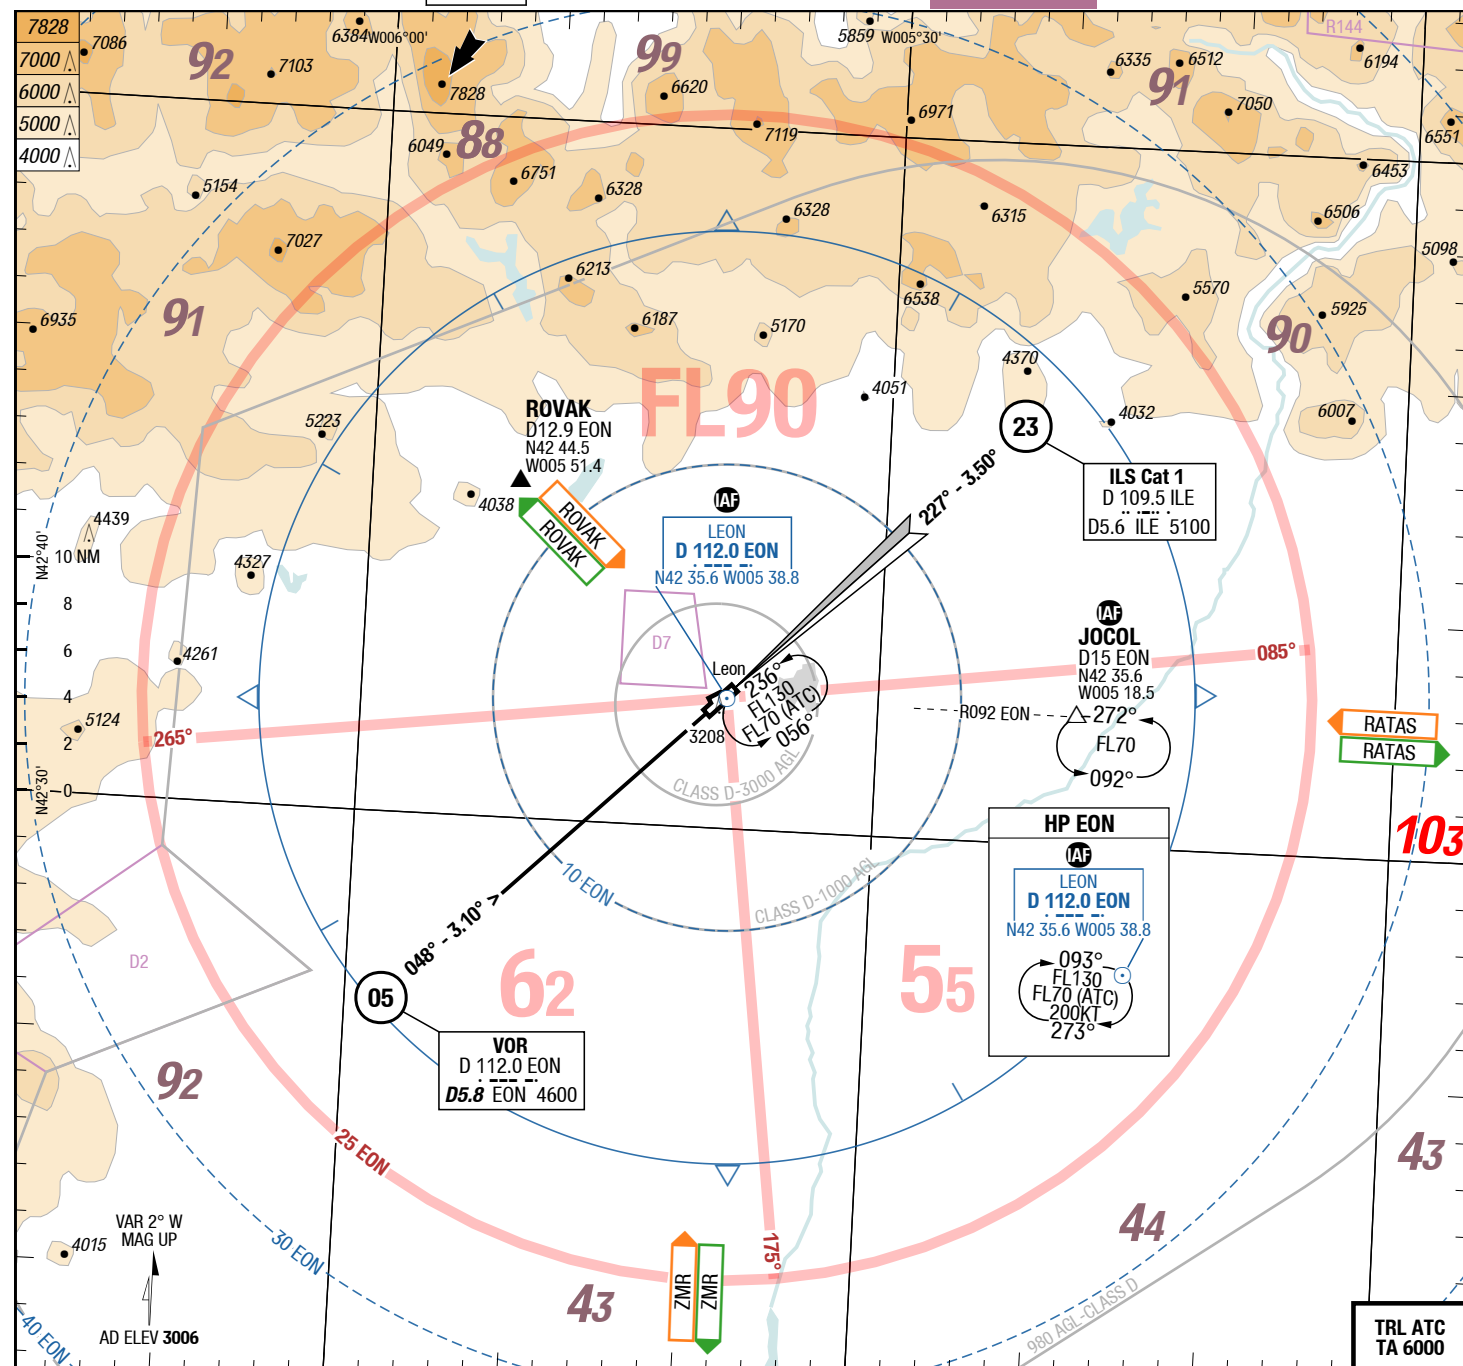 7828
7000
6000
5000
4000
7086
92
7103
6384
W006°00'
7828
99
6620
5859
W005°30'
6335
6512
91
7050
R144
6194
6551
6049
88
6751
6328
7119
6971
6453
5154
7027
6213
6328
6315
6506
5098
6935
91
6187
5170
6538
5570
5925
90
FL90
4370
4051
4032
6007
5223
ROVAK
D12.9 EON
N42 44.5
W005 51.4
4038
ROVAK
ROVAK
23
227° - 3.50°
ILS Cat 1
D 109.5 ILE
D5.6 ILE 5100
IAF
LEON
D 112.0 EON
N42 35.6 W005 38.8
4439
N42°40'
10 NM
8
6
4
2
0
N42°30'
4327
4261
5124
265°
D7
Leon
3208
236°
FL130
FL70 (ATC)
056°
CLASS D-3000 AGL
IAF
JOCOL
D15 EON
N42 35.6
W005 18.5
085°
R092 EON
272°
FL70
092°
RATAS
RATAS
103
HP EON
IAF
LEON
D 112.0 EON
N42 35.6 W005 38.8
093°
FL130
FL70 (ATC)
200KT
273°
10 EON
CLASS D-1000 AGL
048° - 3.10° >
D2
05
62
55
VOR
D 112.0 EON
D5.8 EON 4600
92
25 EON
175°
43
44
VAR 2° W
MAG UP
4015
AD ELEV 3006
30 EON
40 EON
43
ZMR
ZMR
980 AGL-CLASS D
TRL ATC
TA 6000